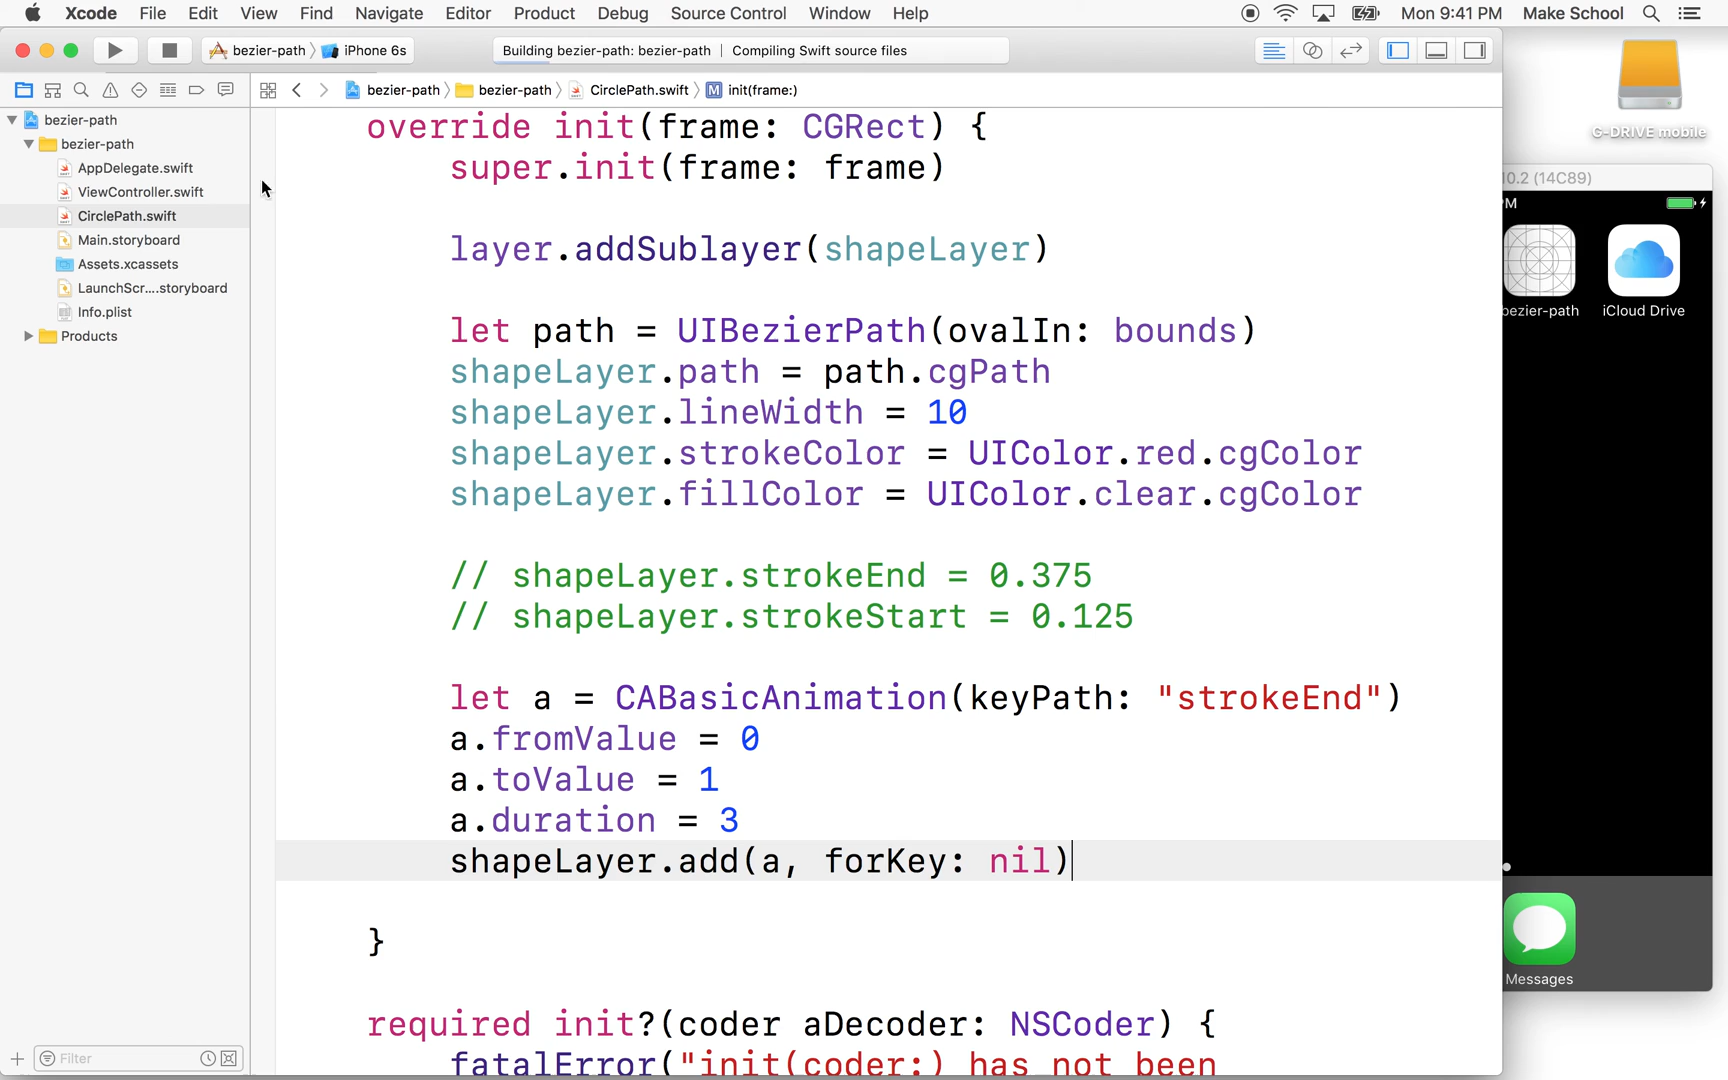 Xcode File Edit View Find Navigate Editor Product Debug Source Control Window Help Mon 9:41 PM Make School
bezier-path iPhone 6s Building bezier-path: bezier-path | Compiling Swift source files
bezier-path bezier-path CirclePath.swift M init(frame:)
bezier-path
bezier-path
AppDelegate.swift
ViewController.swift
CirclePath.swift
Main.storyboard
Assets.xcassets
LaunchScr....storyboard
Info.plist
Products
Filter
override init(frame: CGRect) {
super.init(frame: frame)
layer.addSublayer(shapeLayer)
let path = UIBezierPath(ovalIn: bounds)
shapeLayer.path = path.cgPath
shapeLayer.lineWidth = 10
shapeLayer.strokeColor = UIColor.red.cgColor
shapeLayer.fillColor = UIColor.clear.cgColor
// shapeLayer.strokeEnd = 0.375
// shapeLayer.strokeStart = 0.125
let a = CABasicAnimation(keyPath: "strokeEnd")
a.fromValue = 0
a.toValue = 1
a.duration = 3
shapeLayer.add(a, forKey: nil)
}
required init?(coder aDecoder: NSCoder) {
fatalError("init(coder:) has not been
G-DRIVE mobile
10.2 (14C89)
PM
bezier-path iCloud Drive
Messages